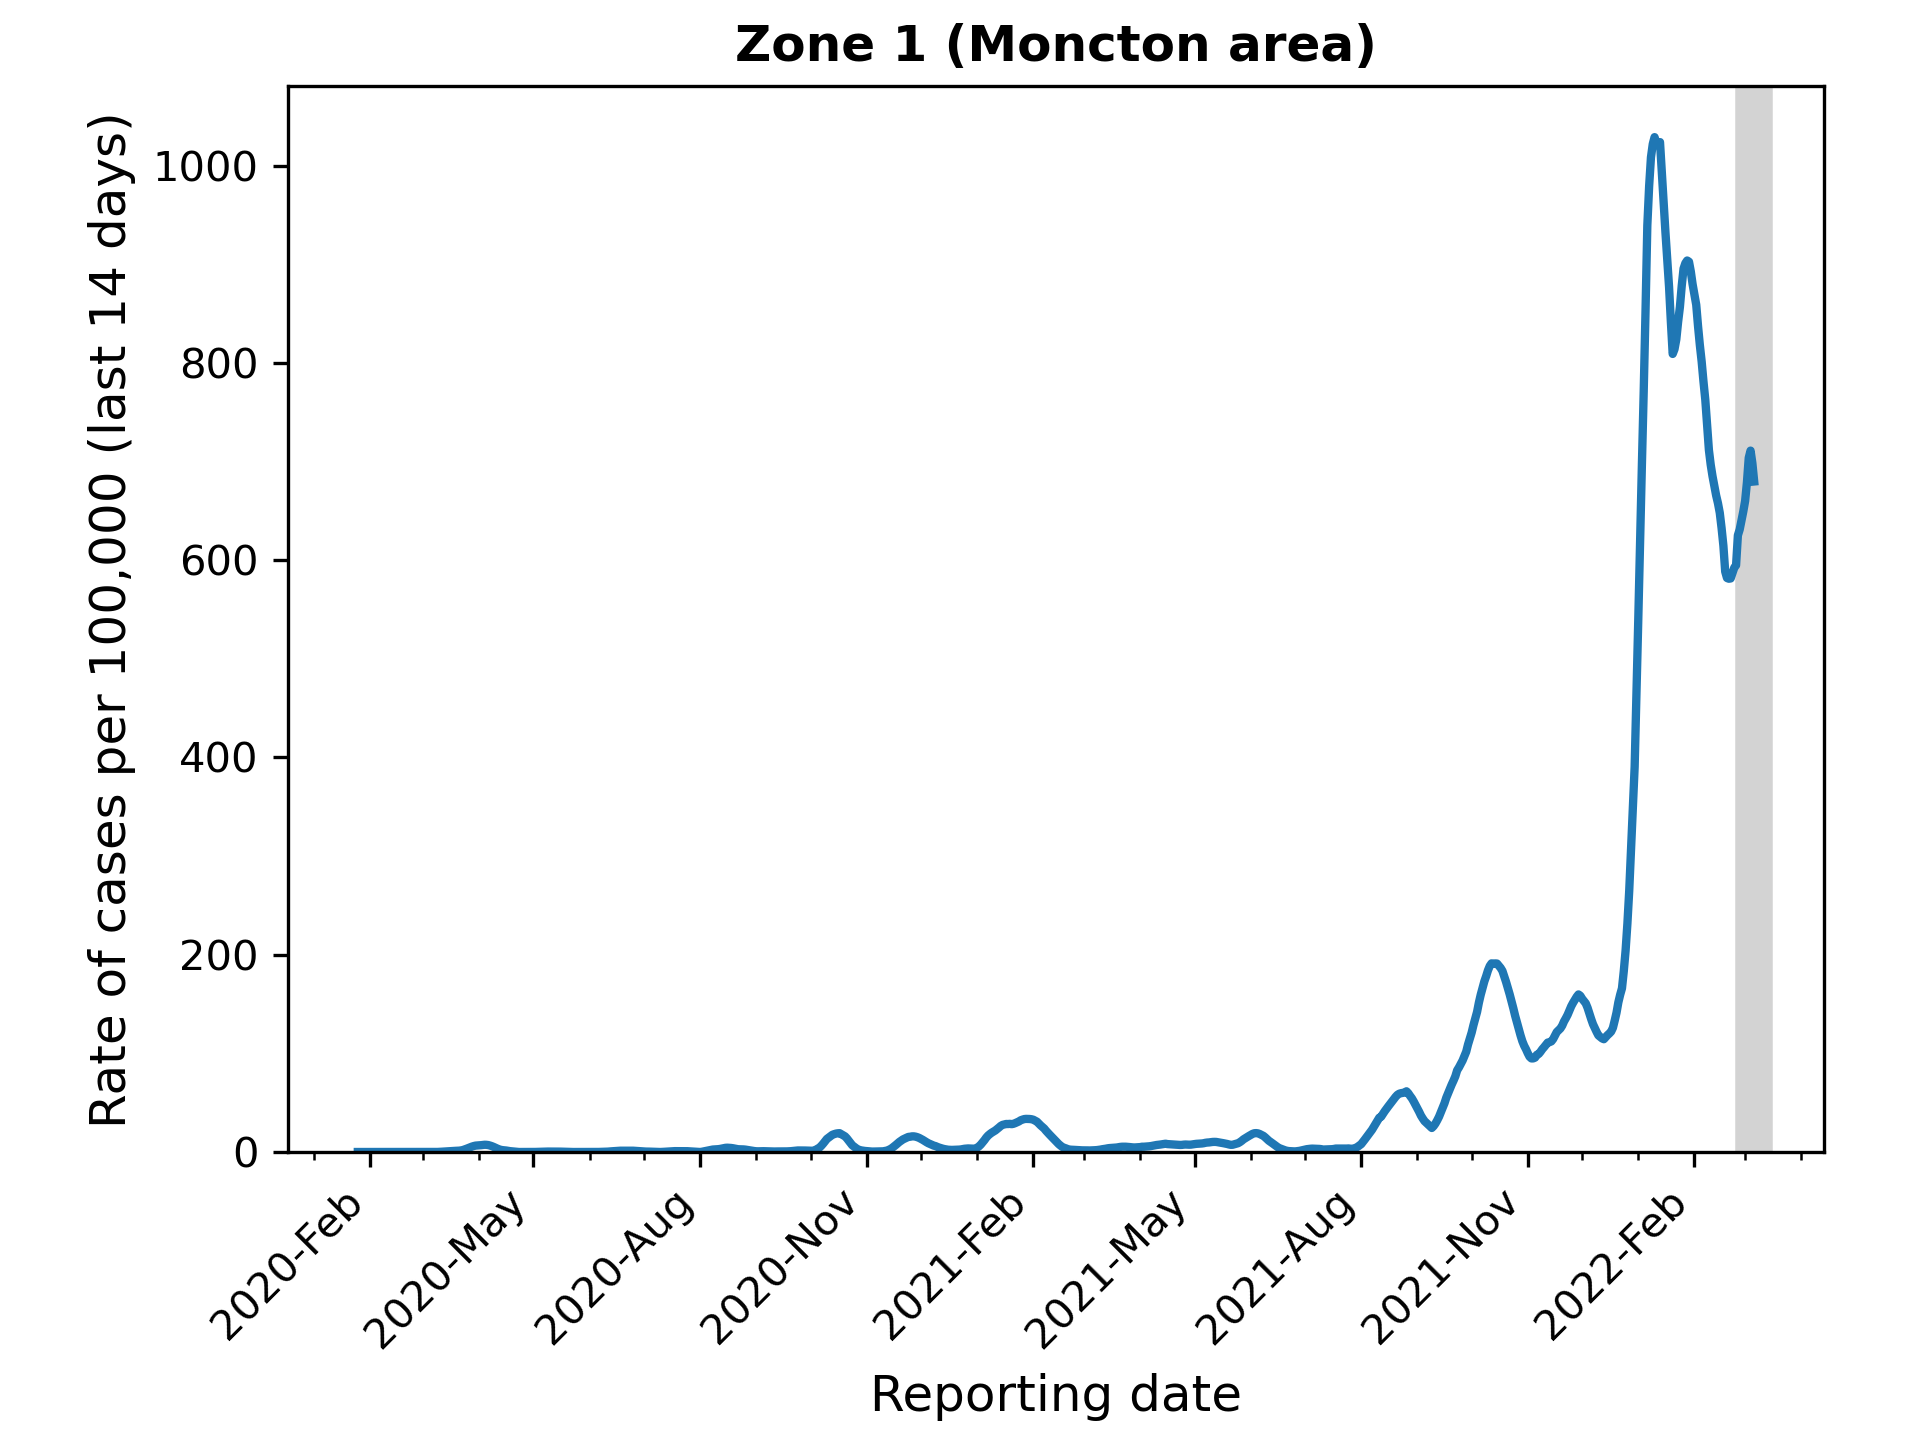 Zone 1 (Moncton area)
Rate of cases per 100,000 (last 14 days)
1000
800
600
400
200
0
2020-Feb
2020-May
2020-Aug
2020-Nov
2021-Feb
2021-May
2021-Aug
2021-Nov
2022-Feb
Reporting date